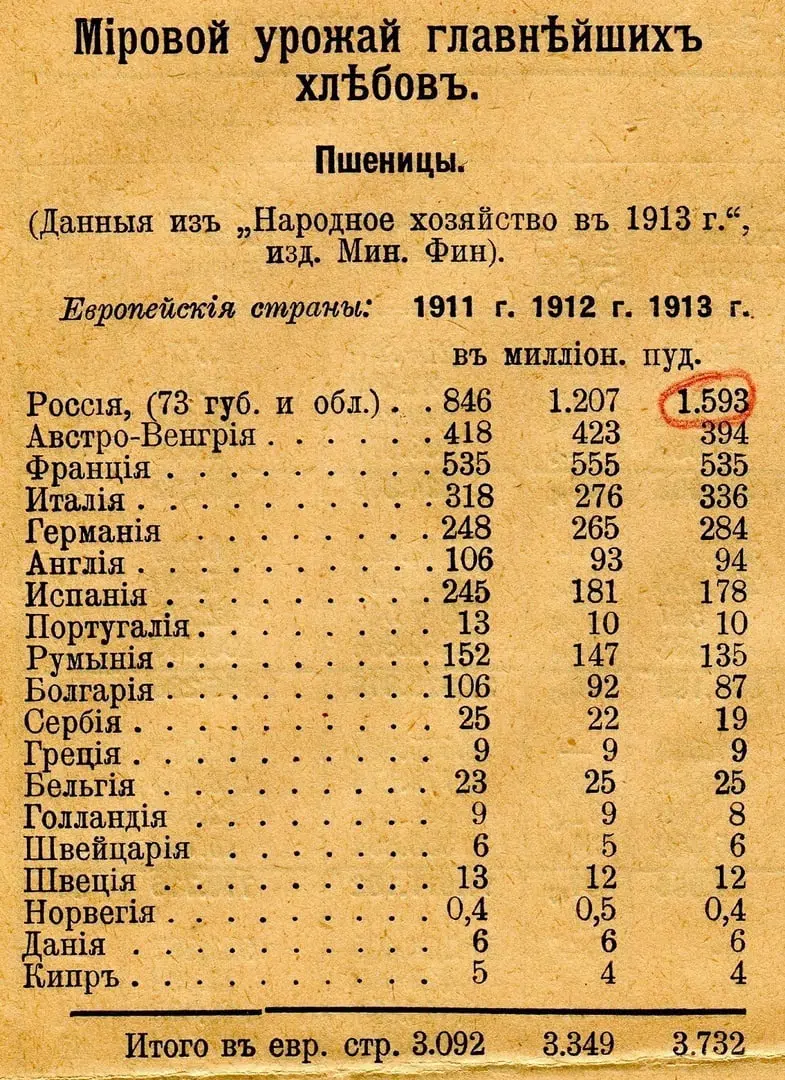 Міровой урожай главнѣйшихъ
хлѣбовъ.
Пшеницы.
(Данныя изъ „Народное хозяйство въ 1913 г.“,
изд. Мин. Фин).
Европейскія страны: 1911 г. 1912 г. 1913 г.
въ милліон. пуд.
Россія, (73 губ. и обл.) . . 846 1.207 1.593
Австро-Венгрія . . . . . . 418 423 394
Франція . . . . . . . . . 535 555 535
Италія . . . . . . . . . . 318 276 336
Германія . . . . . . . . 248 265 284
Англія . . . . . . . . . . 106 93 94
Испанія . . . . . . . . . 245 181 178
Португалія . . . . . . . . 13 10 10
Румынія . . . . . . . . . 152 147 135
Болгарія . . . . . . . . . 106 92 87
Сербія . . . . . . . . . . 25 22 19
Греція . . . . . . . . . . 9 9 9
Бельгія . . . . . . . . . 23 25 25
Голландія . . . . . . . . 9 9 8
Швейцарія . . . . . . . 6 5 6
Швеція . . . . . . . . . 13 12 12
Норвегія . . . . . . . . . 0,4 0,5 0,4
Данія . . . . . . . . . . 6 6 6
Кипръ . . . . . . . . . . 5 4 4
Итого въ евр. стр. 3.092 3.349 3.732